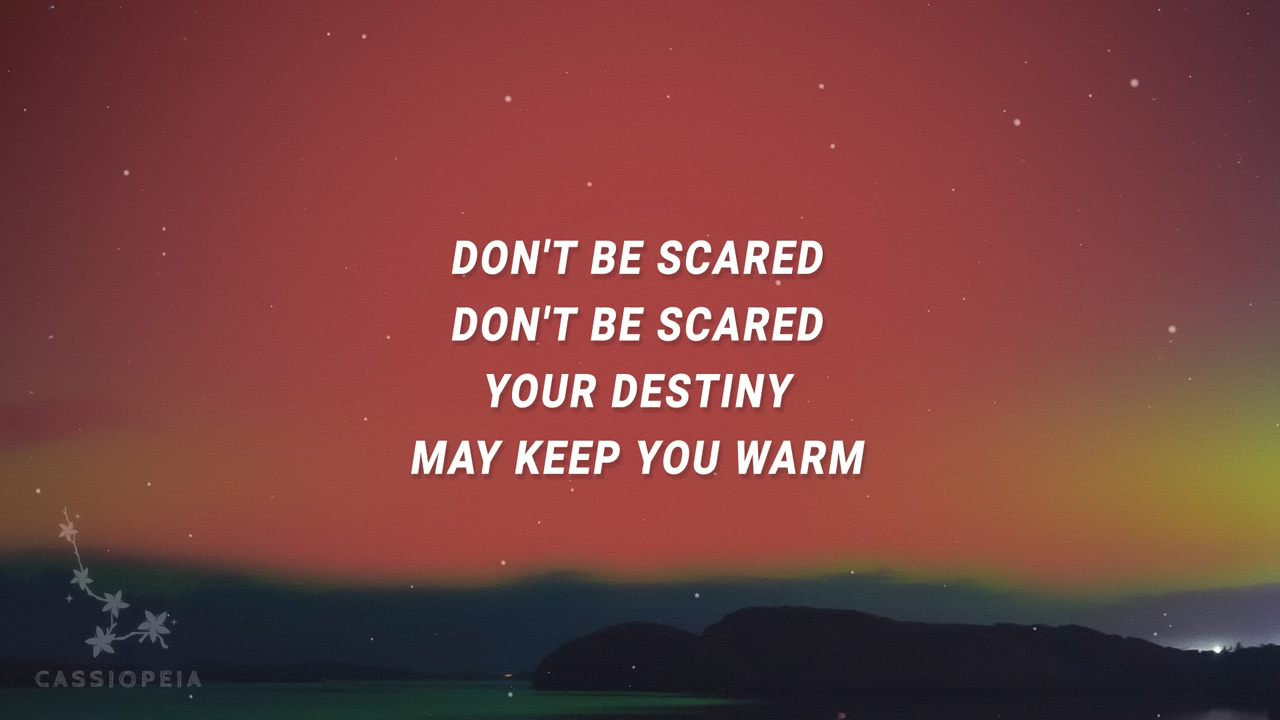 DON'T BE SCARED
DON'T BE SCARED
YOUR DESTINY
MAY KEEP YOU WARM
CASSIOPEIA